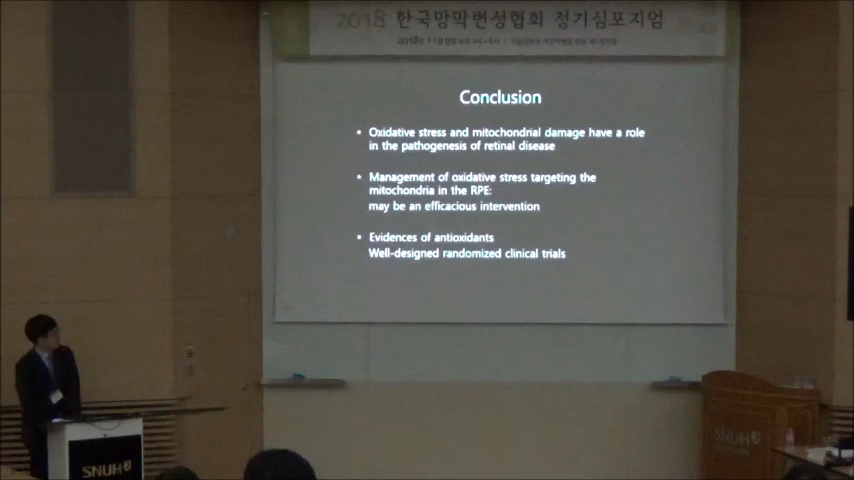 2018 한국망막변성협회 정기심포지엄
Conclusion
• Oxidative stress and mitochondrial damage have a role
in the pathogenesis of retinal disease
• Management of oxidative stress targeting the
mitochondria in the RPE:
may be an efficacious intervention
• Evidences of antioxidants
Well-designed randomized clinical trials
SNUH
SNUH